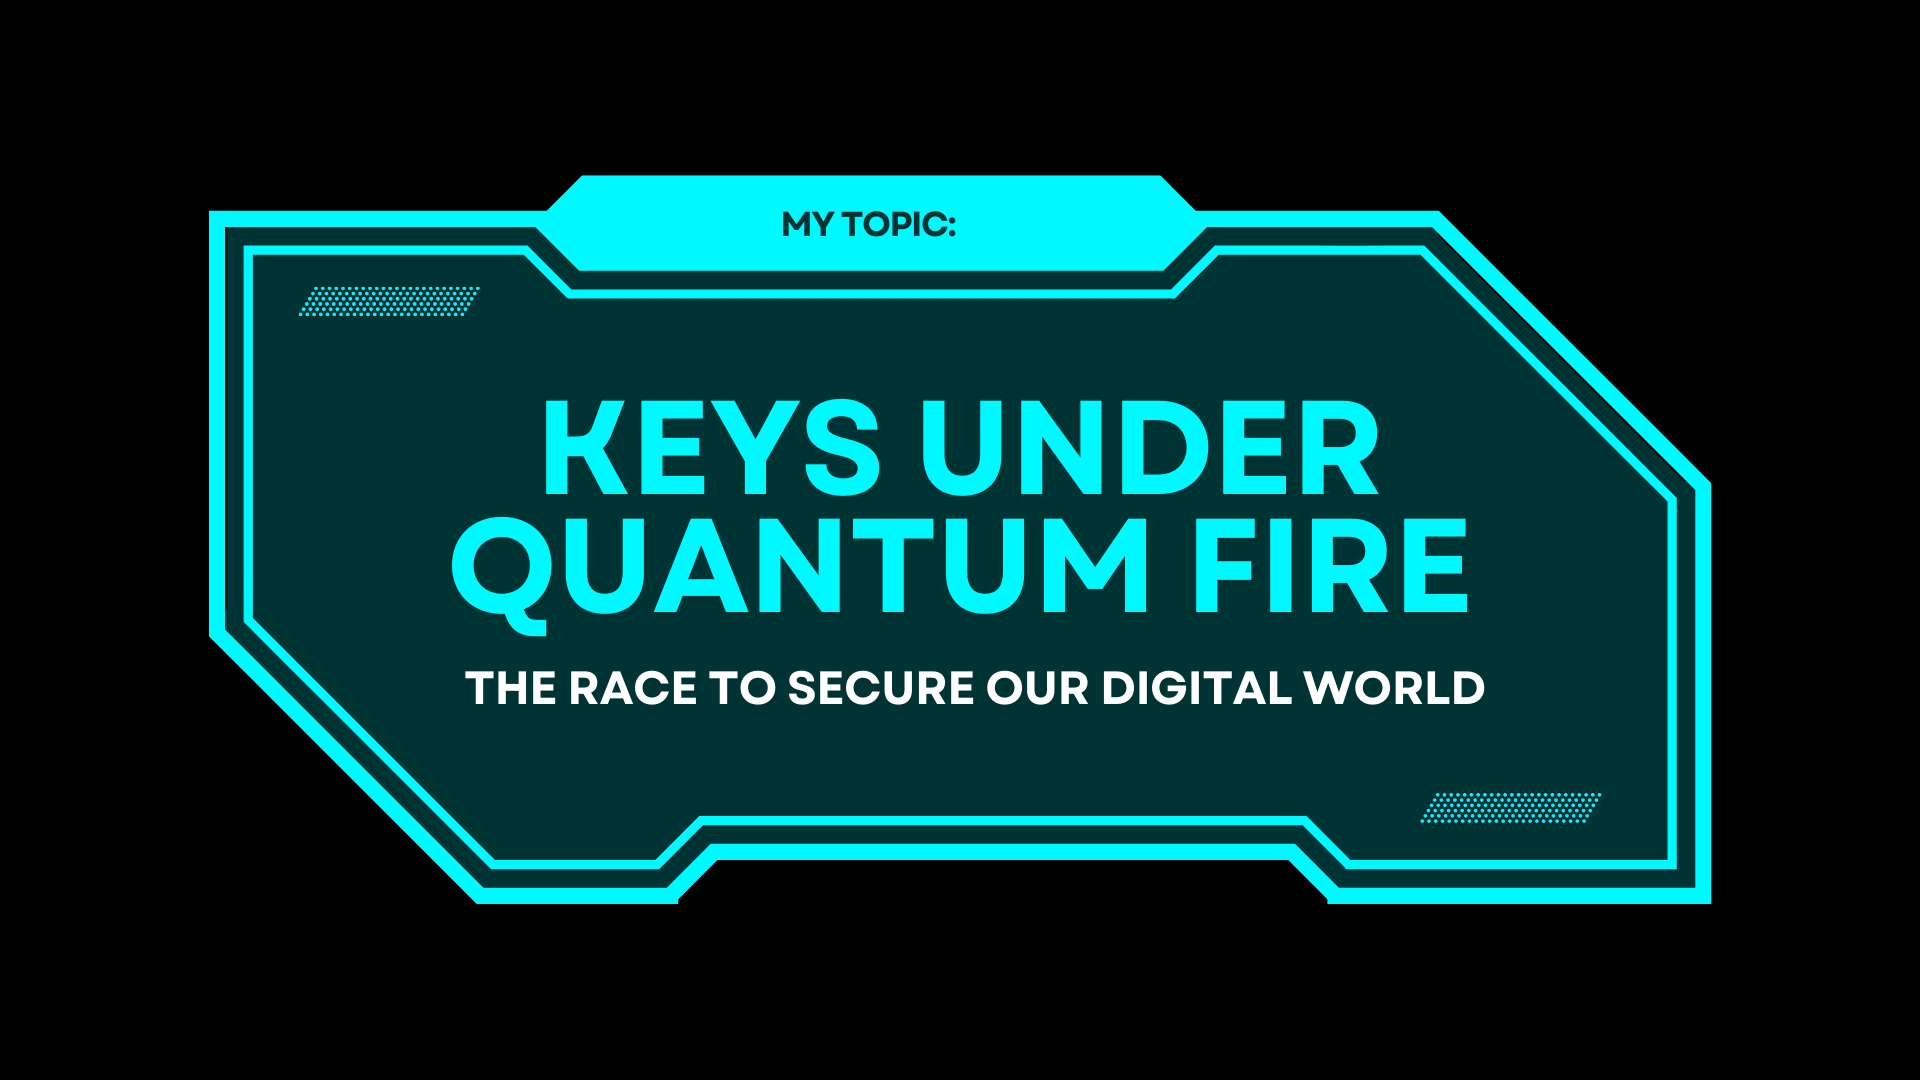 MY TOPIC:
KEYS UNDER
QUANTUM FIRE
THE RACE TO SECURE OUR DIGITAL WORLD